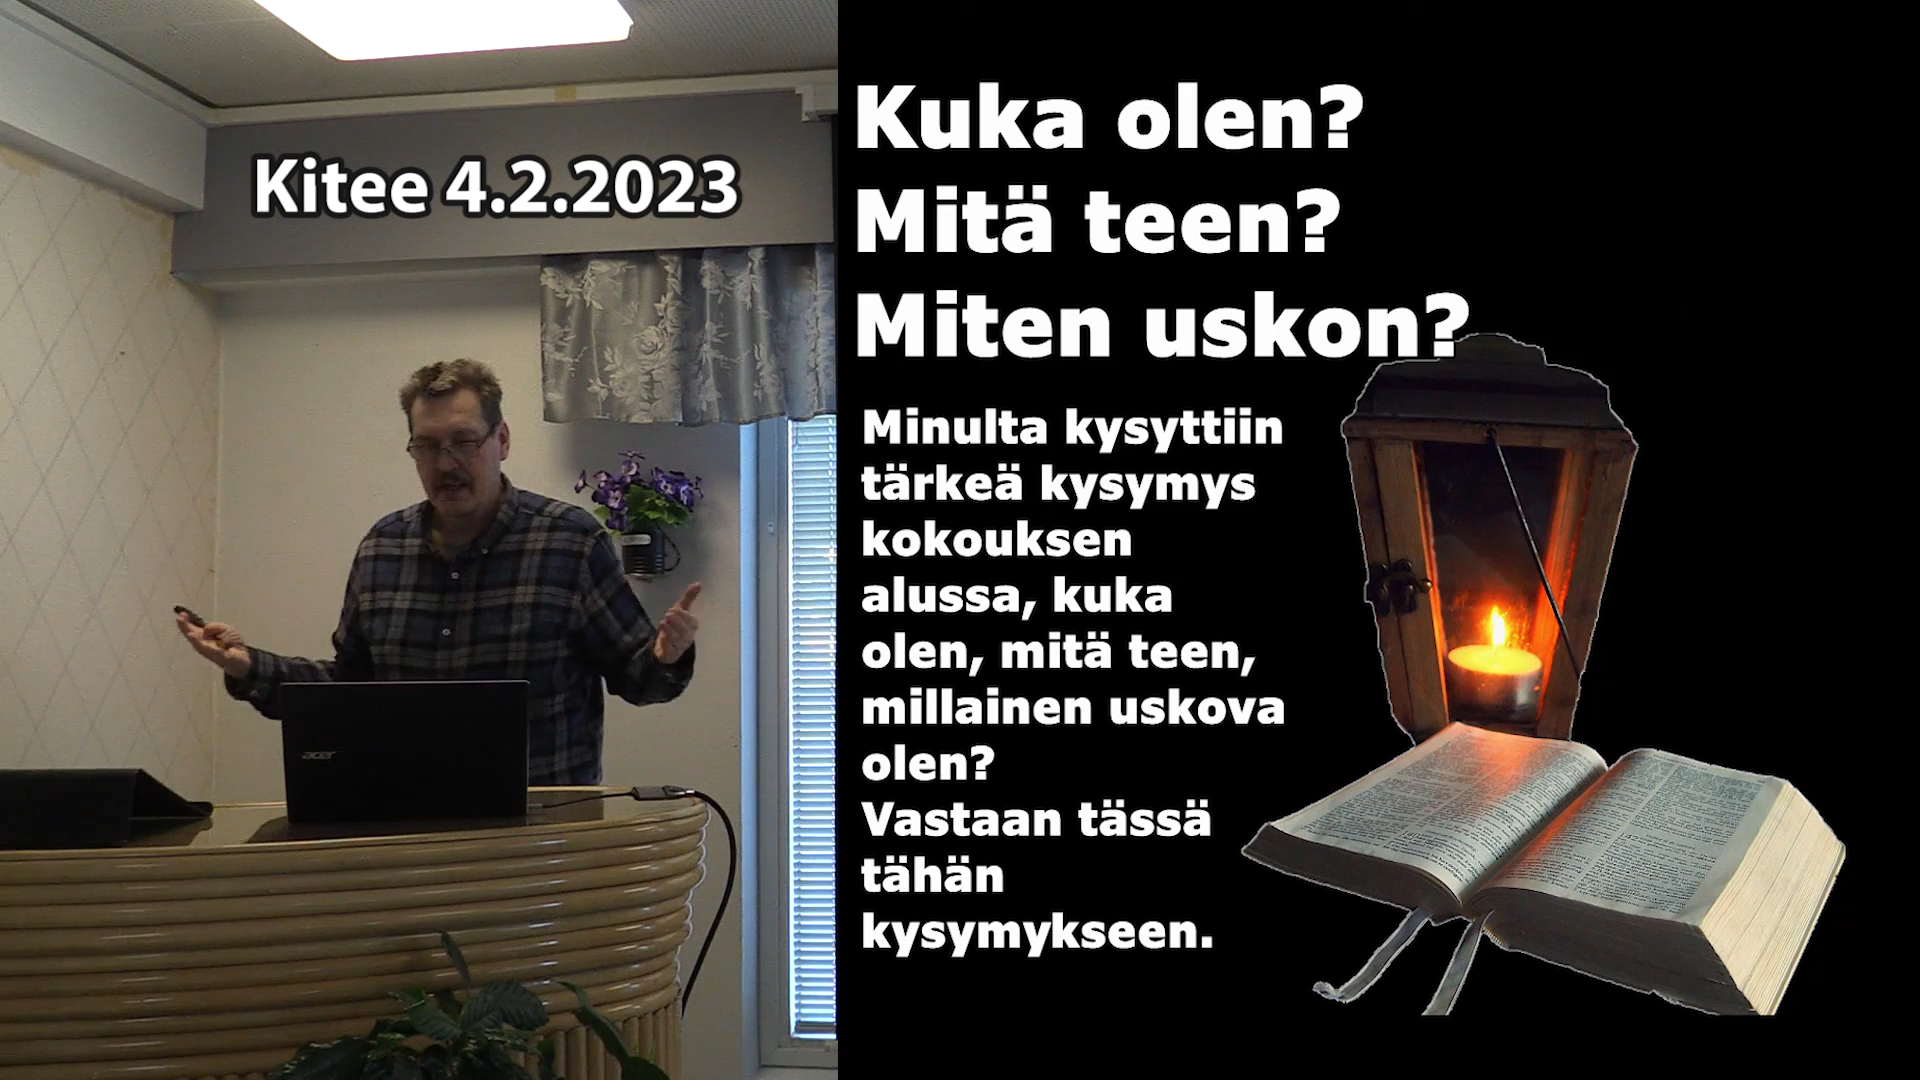 Kitee 4.2.2023
Kuka olen?
Mitä teen?
Miten uskon?
Minulta kysyttiin
tärkeä kysymys
kokouksen
alussa, kuka
olen, mitä teen,
millainen uskova
olen?
Vastaan tässä
tähän
kysymykseen.
acer